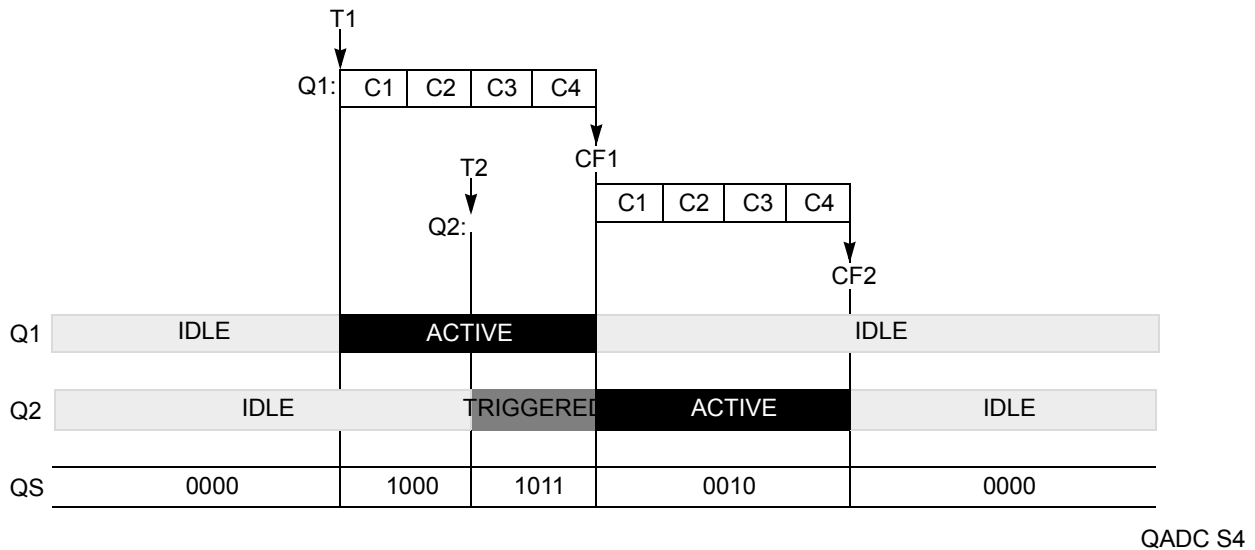 T1
Q1: C1 C2 C3 C4
CF1
T2
C1 C2 C3 C4
Q2:
CF2
Q1 IDLE ACTIVE IDLE
Q2 IDLE TRIGGERED ACTIVE IDLE
QS 0000 1000 1011 0010 0000
QADC S4